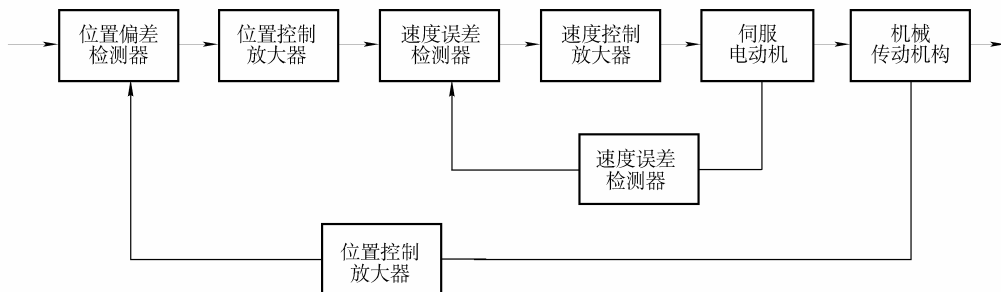 位置偏差
检测器
位置控制
放大器
速度误差
检测器
速度控制
放大器
伺服
电动机
机械
传动机构
速度误差
检测器
位置控制
放大器